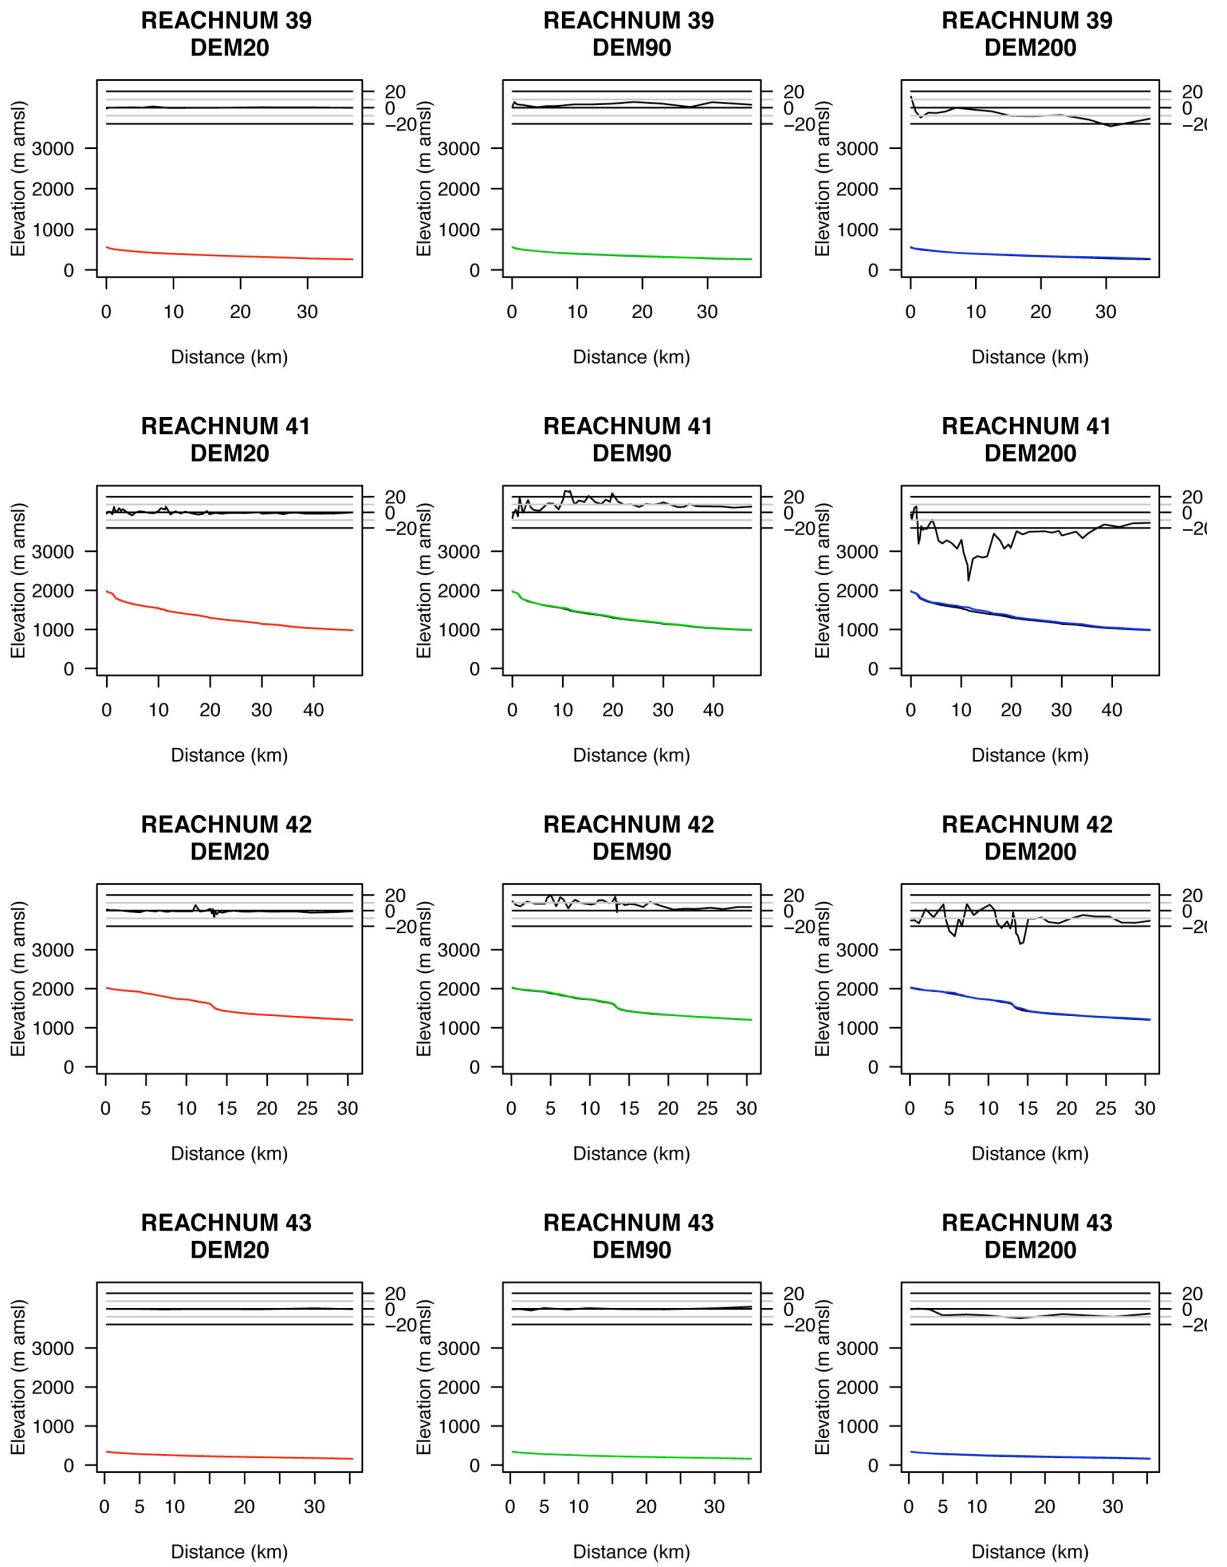 REACHNUM 39
DEM20
REACHNUM 39
DEM90
REACHNUM 39
DEM200
Elevation (m amsl)
3000
2000
1000
0
20
0
−20
0 10 20 30
Distance (km)
Elevation (m amsl)
3000
2000
1000
0
20
0
−20
0 10 20 30
Distance (km)
Elevation (m amsl)
3000
2000
1000
0
20
0
−20
0 10 20 30
Distance (km)
REACHNUM 41
DEM20
REACHNUM 41
DEM90
REACHNUM 41
DEM200
Elevation (m amsl)
3000
2000
1000
0
20
0
−20
0 10 20 30 40
Distance (km)
Elevation (m amsl)
3000
2000
1000
0
20
0
−20
0 10 20 30 40
Distance (km)
Elevation (m amsl)
3000
2000
1000
0
20
0
−20
0 10 20 30 40
Distance (km)
REACHNUM 42
DEM20
REACHNUM 42
DEM90
REACHNUM 42
DEM200
Elevation (m amsl)
3000
2000
1000
0
20
0
−20
0 5 10 15 20 25 30
Distance (km)
Elevation (m amsl)
3000
2000
1000
0
20
0
−20
0 5 10 15 20 25 30
Distance (km)
Elevation (m amsl)
3000
2000
1000
0
20
0
−20
0 5 10 15 20 25 30
Distance (km)
REACHNUM 43
DEM20
REACHNUM 43
DEM90
REACHNUM 43
DEM200
Elevation (m amsl)
3000
2000
1000
0
20
0
−20
0 5 10 20 30
Distance (km)
Elevation (m amsl)
3000
2000
1000
0
20
0
−20
0 5 10 20 30
Distance (km)
Elevation (m amsl)
3000
2000
1000
0
20
0
−20
0 5 10 20 30
Distance (km)